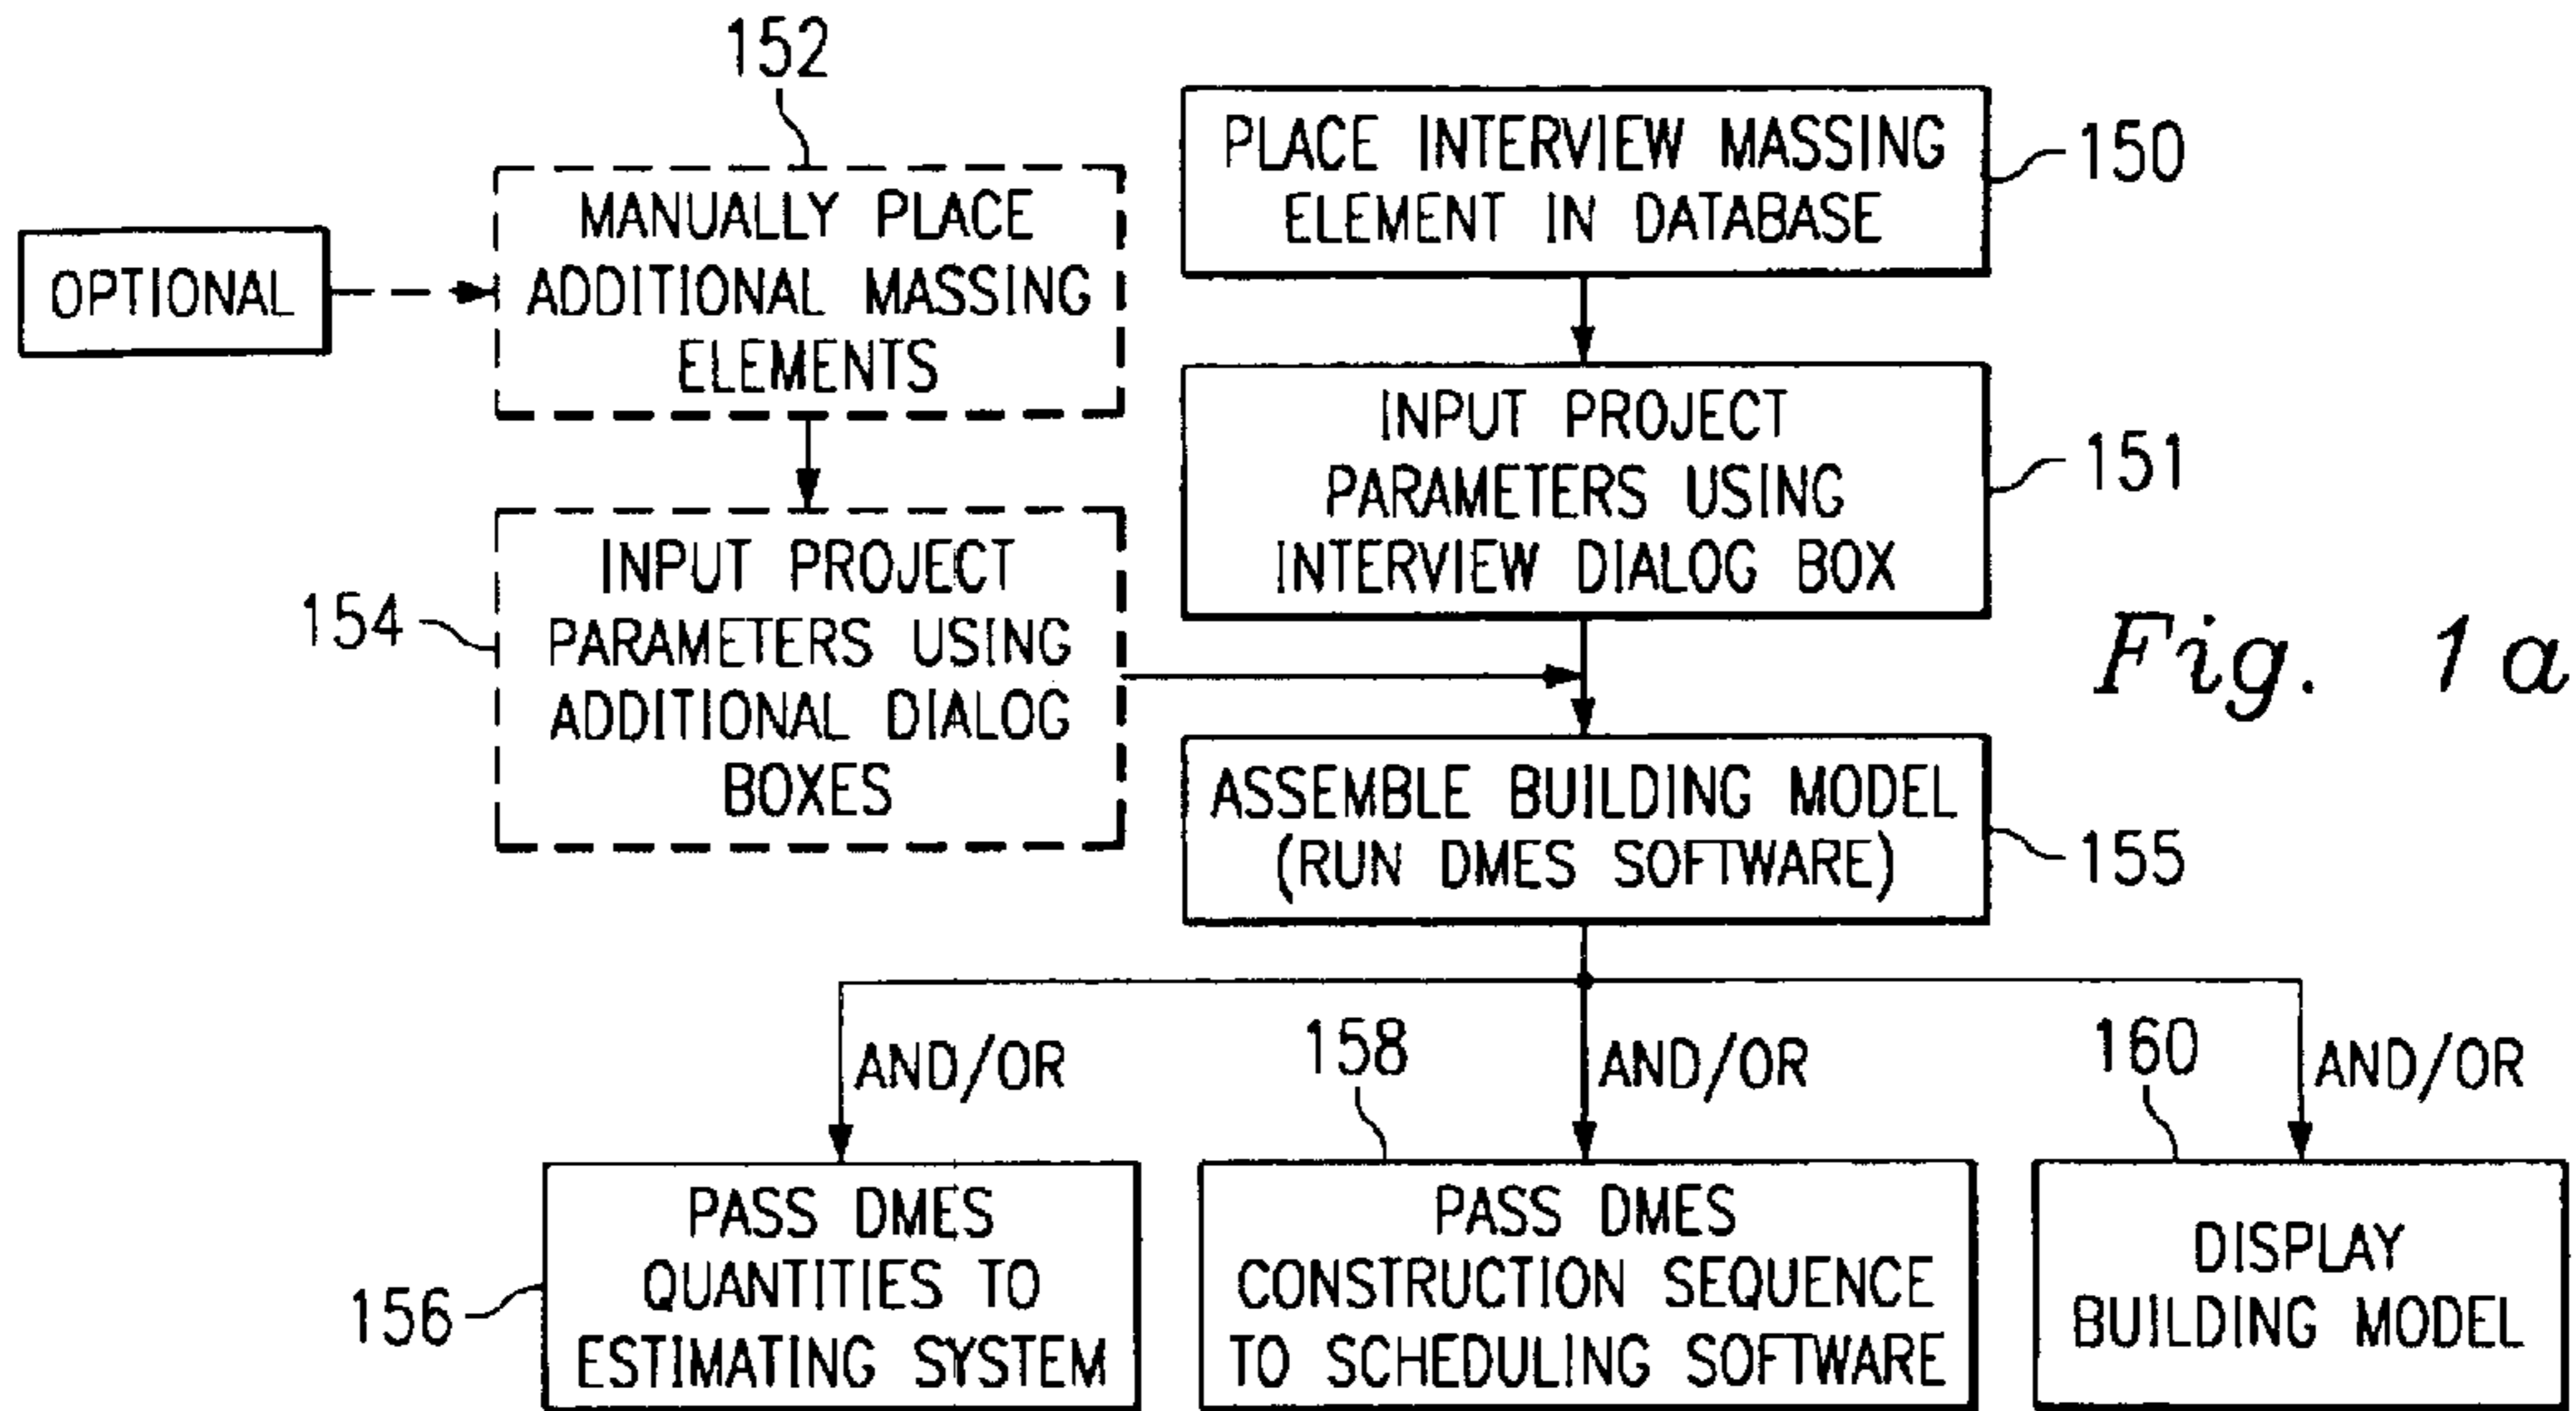 152
PLACE INTERVIEW MASSING
ELEMENT IN DATABASE
150
OPTIONAL
MANUALLY PLACE
ADDITIONAL MASSING
ELEMENTS
INPUT PROJECT
PARAMETERS USING
INTERVIEW DIALOG BOX
151
154
INPUT PROJECT
PARAMETERS USING
ADDITIONAL DIALOG
BOXES
Fig. 1a
ASSEMBLE BUILDING MODEL
(RUN DMES SOFTWARE)
155
AND/OR
158
AND/OR
160
AND/OR
156
PASS DMES
QUANTITIES TO
ESTIMATING SYSTEM
PASS DMES
CONSTRUCTION SEQUENCE
TO SCHEDULING SOFTWARE
DISPLAY
BUILDING MODEL